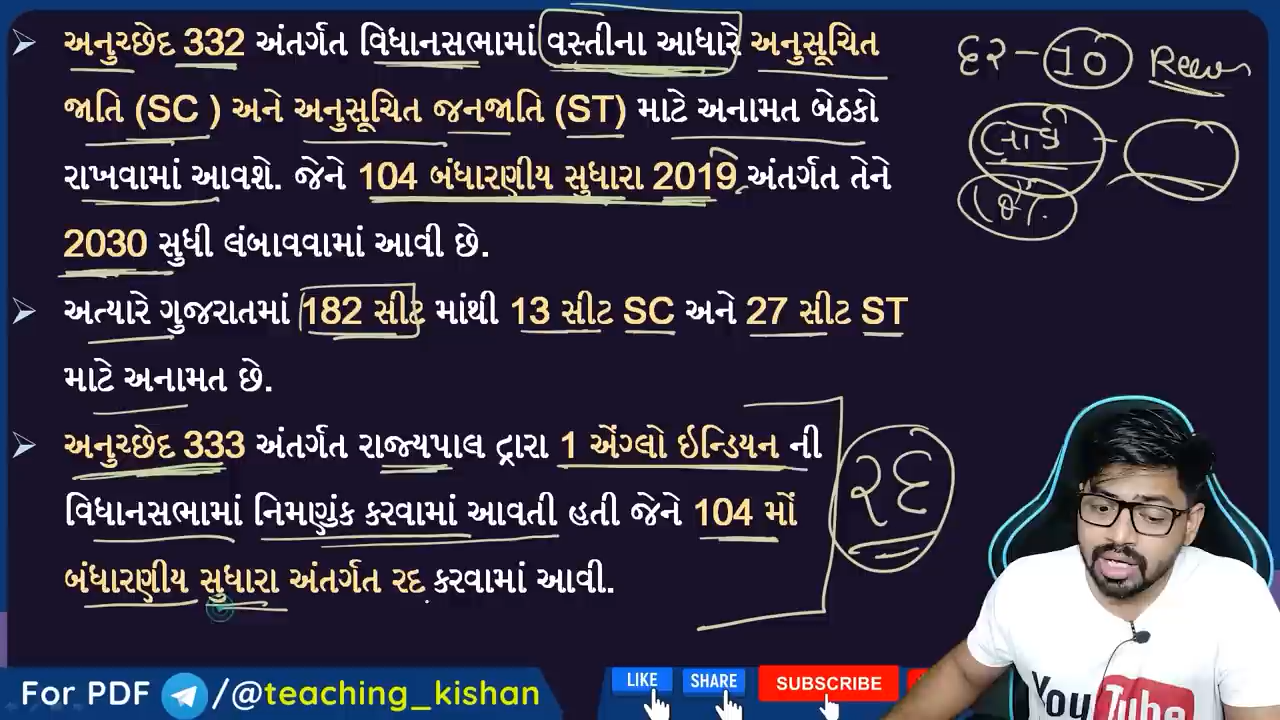 અનુચ્છેદ 332 અંતર્ગત વિધાનસભામાં વસ્તીના આધારે અનુસૂચિત
જાતિ (SC ) અને અનુસૂચિત જનજાતિ (ST) માટે અનામત બેઠકો
રાખવામાં આવશે. જેને 104 બંધારણીય સુધારા 2019 અંતર્ગત તેને
2030 સુધી લંબાવવામાં આવી છે.
અત્યારે ગુજરાતમાં 182 સીટ માંથી 13 સીટ SC અને 27 સીટ ST
માટે અનામત છે.
અનુચ્છેદ 333 અંતર્ગત રાજ્યપાલ દ્રારા 1 એંગ્લો ઇન્ડિયન ની
વિધાનસભામાં નિમણુંક કરવામાં આવતી હતી જેને 104 મોં
બંધારણીય સુધારા અંતર્ગત રદ કરવામાં આવી.
દર - 10
રદ
For PDF /@teaching_kishan
LIKE SHARE SUBSCRIBE
YouTube